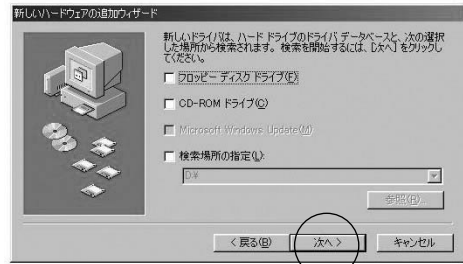 新しいハードウェアの追加ウィザード
新しいドライバは、ハード ドライブのドライバ データベースと、次の選択
した場所から検索されます。検索を開始するには、[次へ] をクリックし
てください。
フロッピー ディスク ドライブ(F)
CD-ROM ドライブ(C)
Microsoft Windows Update(M)
検索場所の指定(L):
D:¥
参照(R)...
< 戻る(B)
次へ >
キャンセル